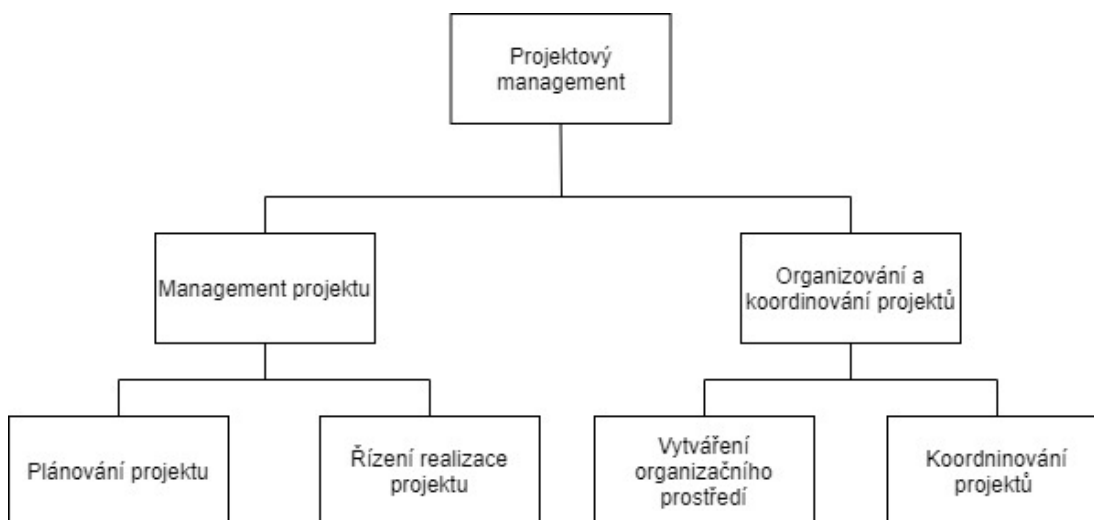 Projektový
management
Management projektu
Organizování a
koordinování projektů
Plánování projektu
Řízení realizace
projektu
Vytváření
organizačního
prostředí
Koordninování
projektů